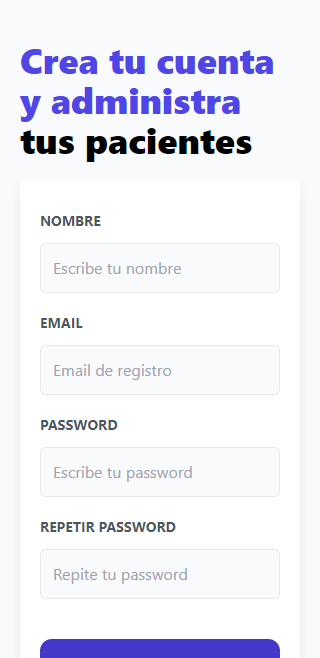 Crea tu cuenta
y administra
tus pacientes
NOMBRE
Escribe tu nombre
EMAIL
Email de registro
PASSWORD
Escribe tu password
REPETIR PASSWORD
Repite tu password